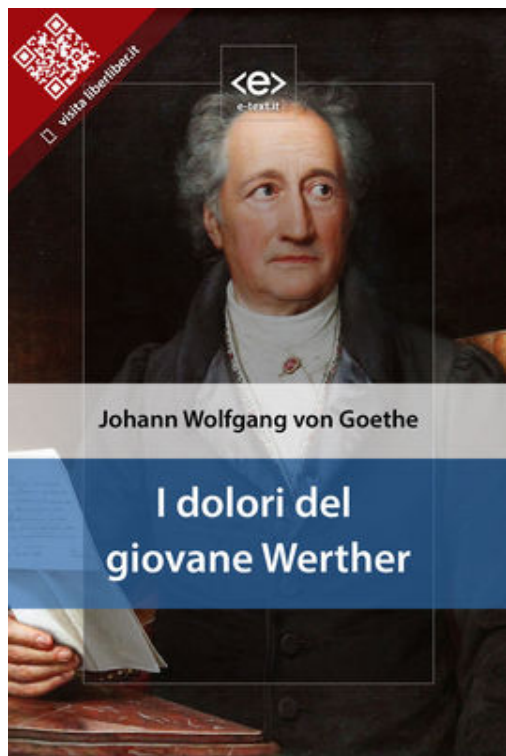 visita liberliber.it
<e>
e-text.it
Johann Wolfgang von Goethe
I dolori del
giovane Werther